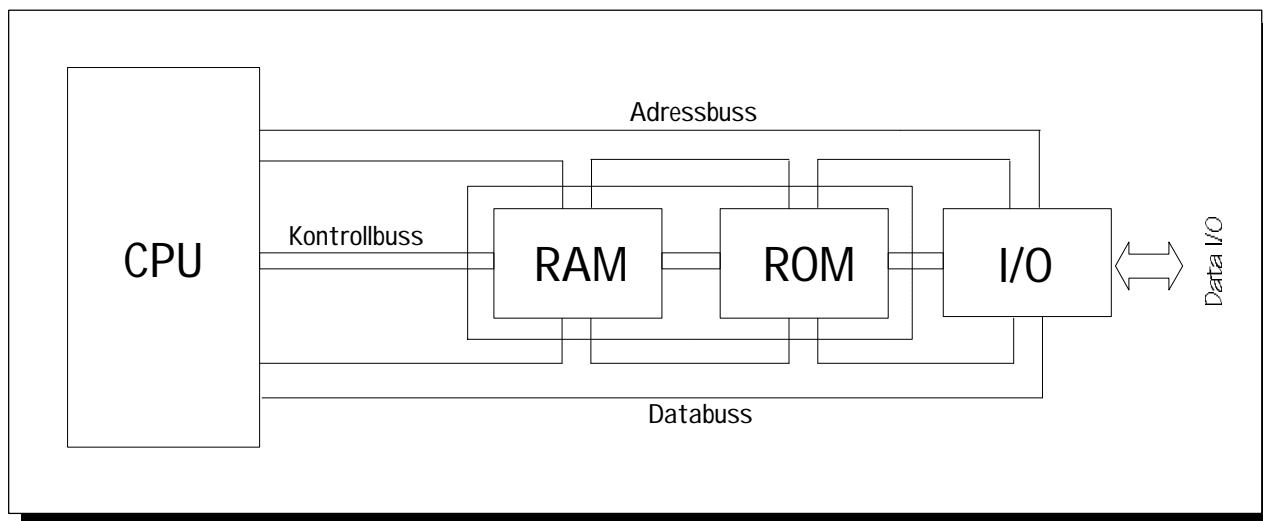 Adressbuss
Kontrollbuss
CPU
RAM
ROM
I/O
Data I/O
Databuss